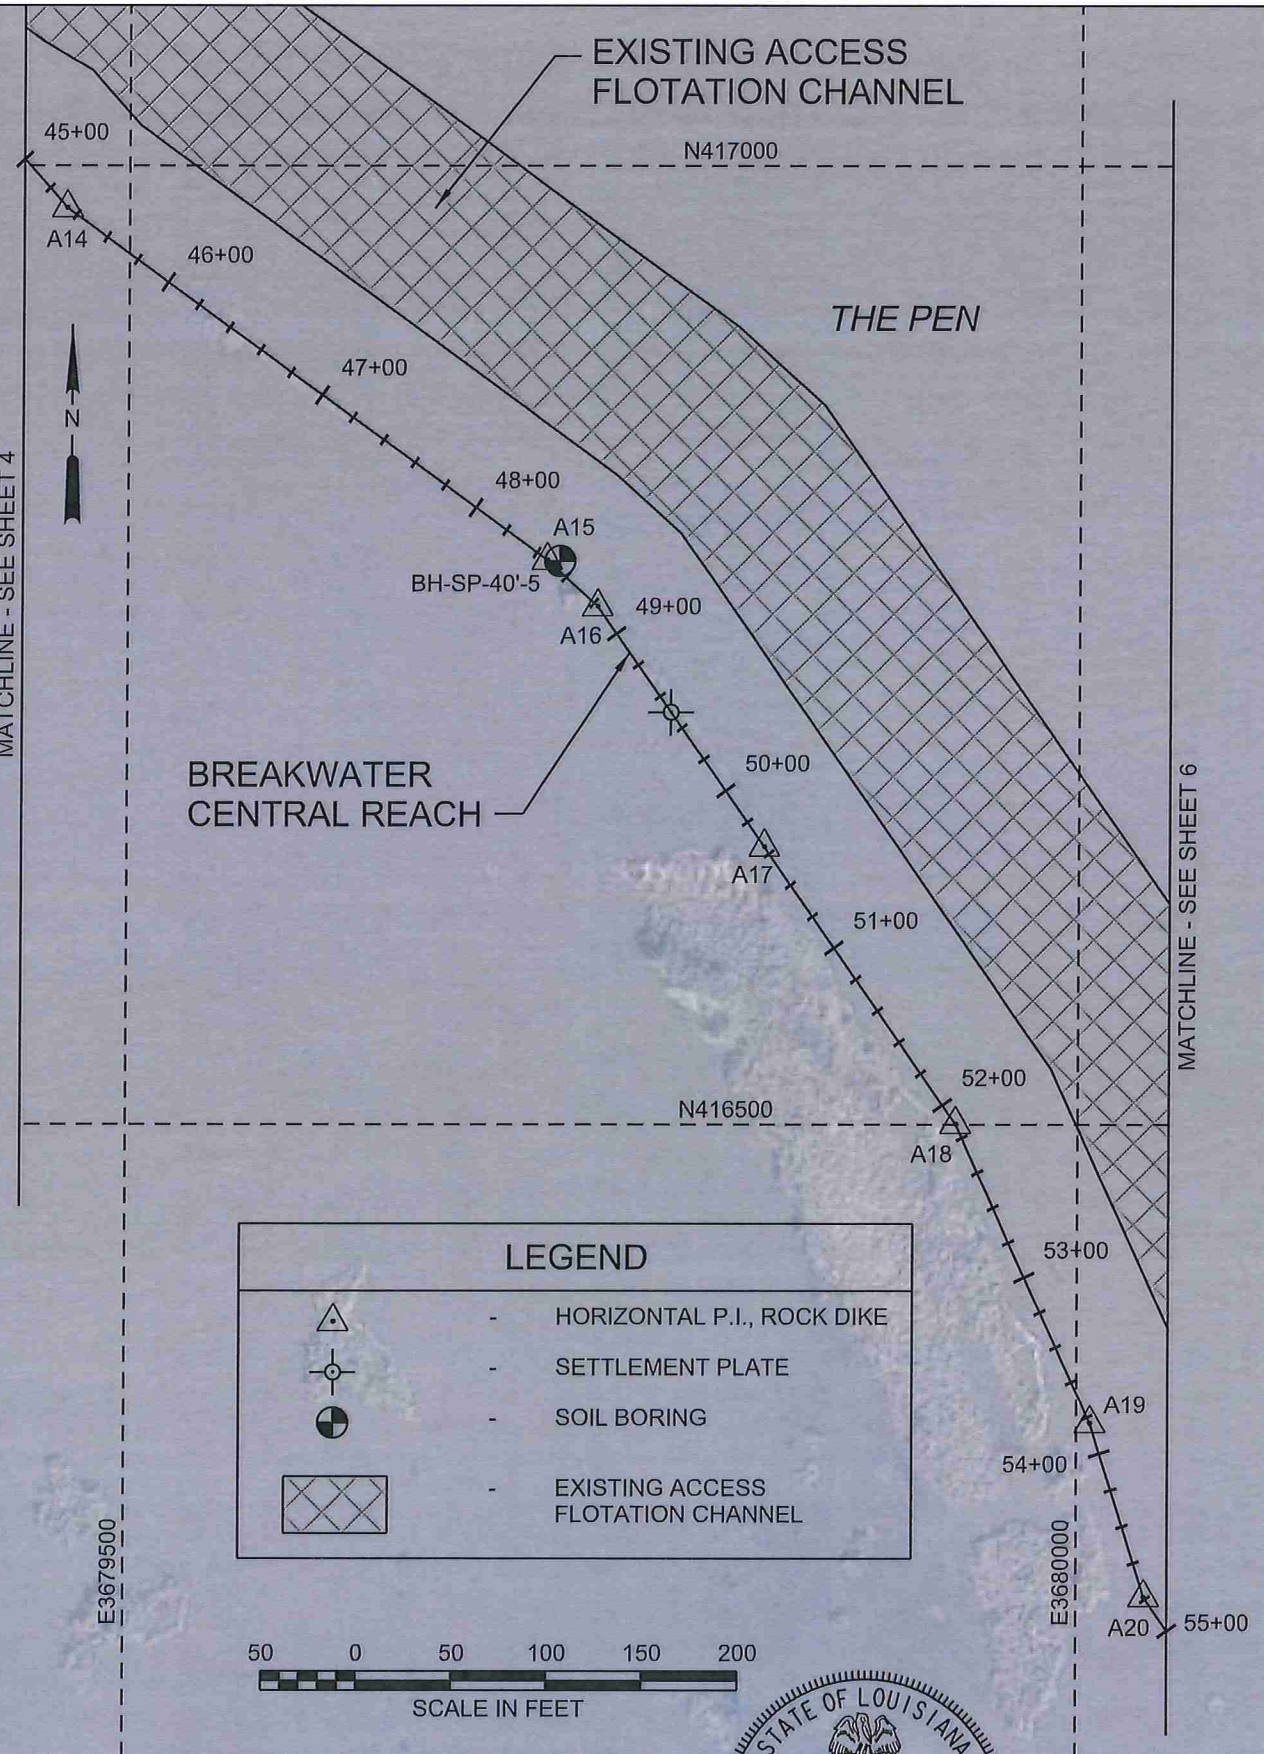 EXISTING ACCESS
FLOTATION CHANNEL
45+00
N417000
A14
46+00
THE PEN
47+00
N
MATCHLINE - SEE SHEET 4
48+00
A15
BH-SP-40'-5
49+00
A16
BREAKWATER
CENTRAL REACH
50+00
MATCHLINE - SEE SHEET 6
A17
51+00
52+00
N416500
A18
53+00
LEGEND
- HORIZONTAL P.I., ROCK DIKE
- SETTLEMENT PLATE
- SOIL BORING
- EXISTING ACCESS
FLOTATION CHANNEL
A19
54+00
E3679500
E3680000
A20
55+00
50 0 50 100 150 200
SCALE IN FEET
STATE OF LOUISIANA